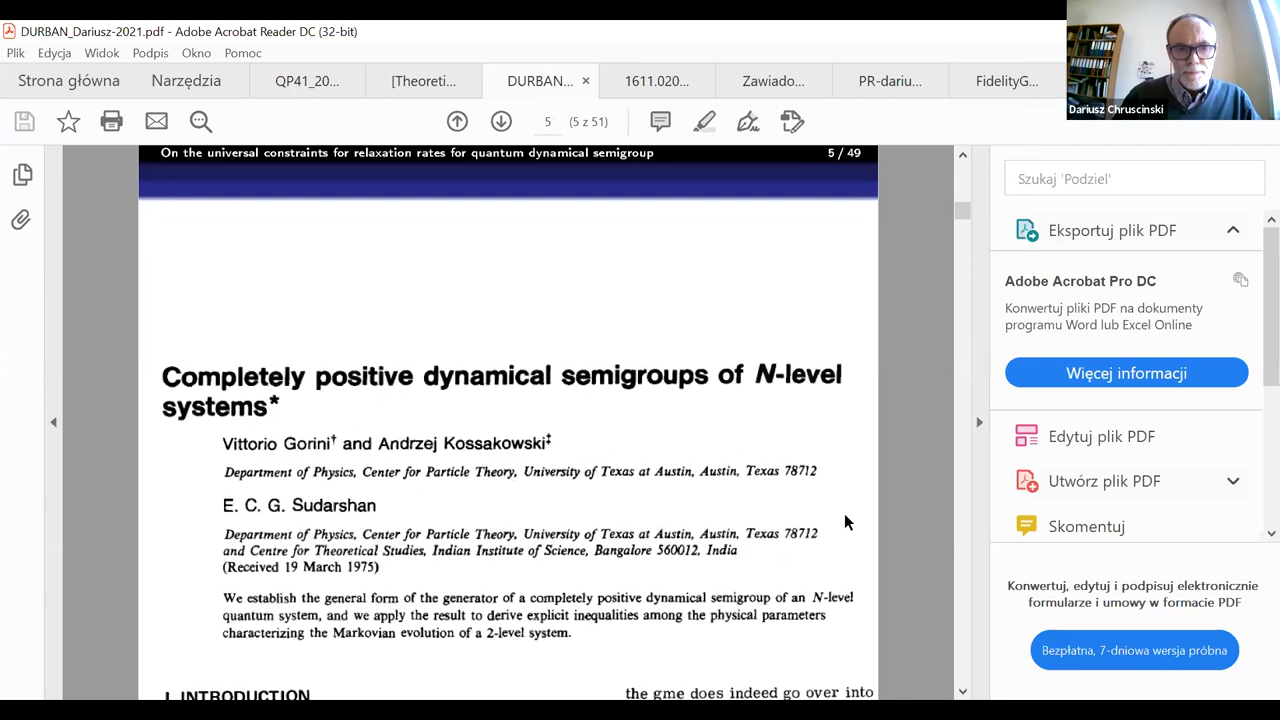 DURBAN_Dariusz-2021.pdf - Adobe Acrobat Reader DC (32-bit)
Plik Edycja Widok Podpis Okno Pomoc
Strona główna Narzędzia QP41_20... [Theoreti... DURBAN... × 1611.020... Zawiado... PR-dariu... FidelityG...
Dariusz Chruscinski
5 (5 z 51)
On the universal constraints for relaxation rates for quantum dynamical semigroup 5 / 49
Completely positive dynamical semigroups of N-level
systems*
Vittorio Gorini† and Andrzej Kossakowski‡
Department of Physics, Center for Particle Theory, University of Texas at Austin, Austin, Texas 78712
E. C. G. Sudarshan
Department of Physics, Center for Particle Theory, University of Texas at Austin, Austin, Texas 78712
and Centre for Theoretical Studies, Indian Institute of Science, Bangalore 560012, India
(Received 19 March 1975)
We establish the general form of the generator of a completely positive dynamical semigroup of an N-level
quantum system, and we apply the result to derive explicit inequalities among the physical parameters
characterizing the Markovian evolution of a 2-level system.
I. INTRODUCTION
the gme does indeed go over into
Szukaj 'Podziel'
Eksportuj plik PDF
Adobe Acrobat Pro DC
Konwertuj pliki PDF na dokumenty
programu Word lub Excel Online
Więcej informacji
Edytuj plik PDF
Utwórz plik PDF
Skomentuj
Konwertuj, edytuj i podpisuj elektronicznie
formularze i umowy w formacie PDF
Bezpłatna, 7-dniowa wersja próbna